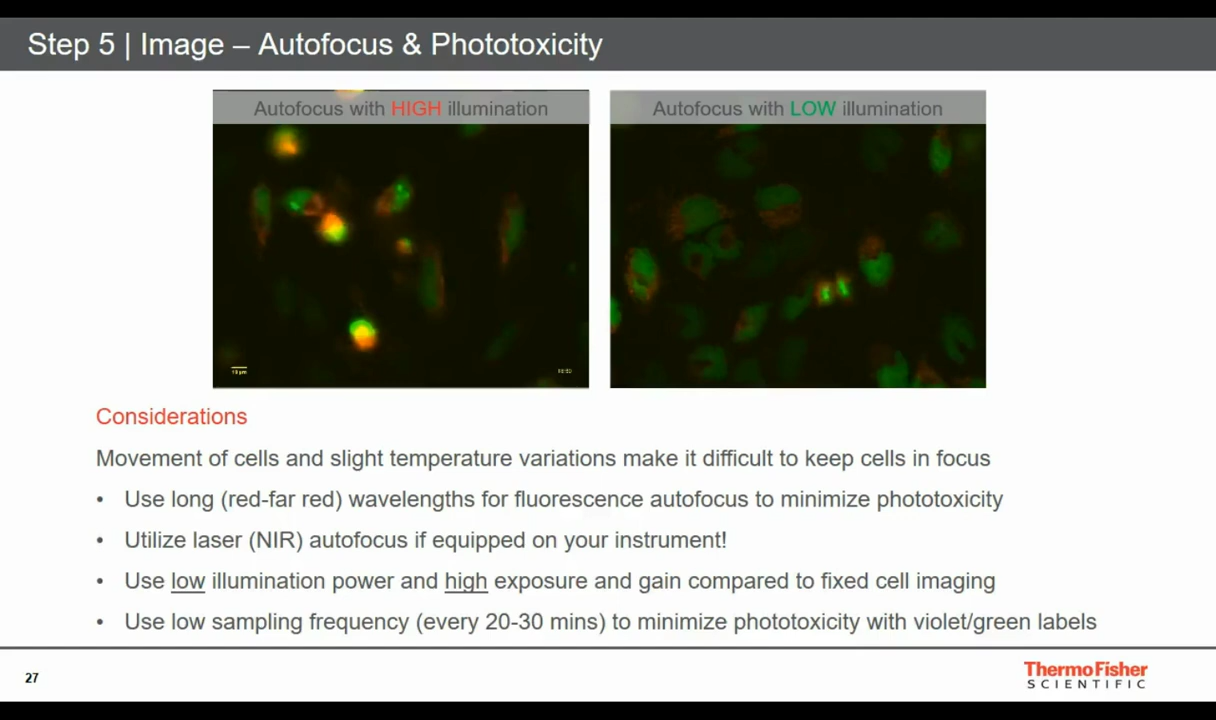 Step 5 | Image – Autofocus & Phototoxicity
Autofocus with HIGH illumination
Autofocus with LOW illumination
10 µm
Considerations
Movement of cells and slight temperature variations make it difficult to keep cells in focus
• Use long (red-far red) wavelengths for fluorescence autofocus to minimize phototoxicity
• Utilize laser (NIR) autofocus if equipped on your instrument!
• Use low illumination power and high exposure and gain compared to fixed cell imaging
• Use low sampling frequency (every 20-30 mins) to minimize phototoxicity with violet/green labels
27
ThermoFisher
SCIENTIFIC